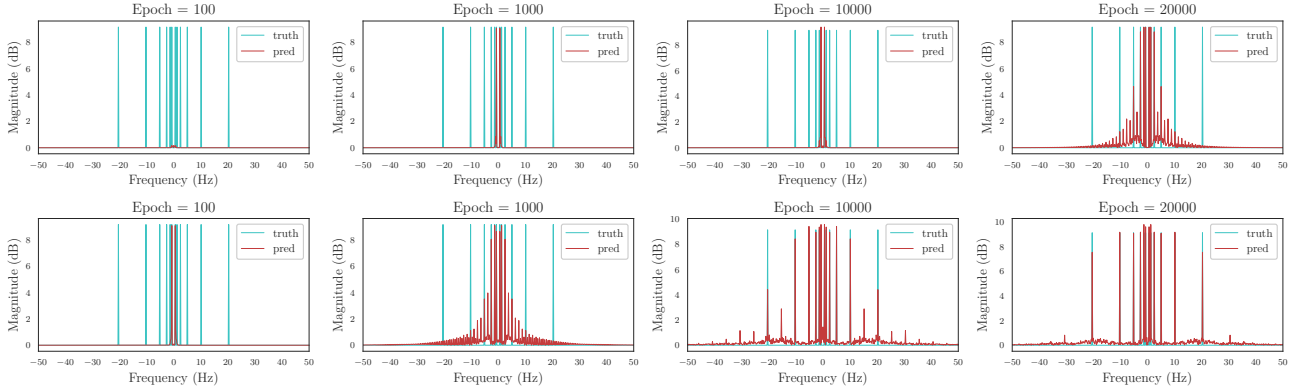 Epoch = 100
Epoch = 1000
Epoch = 10000
Epoch = 20000
Magnitude (dB)
8
6
4
2
0
truth
pred
−50 −40 −30 −20 −10 0 10 20 30 40 50
Frequency (Hz)
Magnitude (dB)
8
6
4
2
0
truth
pred
−50 −40 −30 −20 −10 0 10 20 30 40 50
Frequency (Hz)
Magnitude (dB)
8
6
4
2
0
truth
pred
−50 −40 −30 −20 −10 0 10 20 30 40 50
Frequency (Hz)
Magnitude (dB)
8
6
4
2
0
truth
pred
−50 −40 −30 −20 −10 0 10 20 30 40 50
Frequency (Hz)
Epoch = 100
Epoch = 1000
Epoch = 10000
Epoch = 20000
Magnitude (dB)
8
6
4
2
0
truth
pred
−50 −40 −30 −20 −10 0 10 20 30 40 50
Frequency (Hz)
Magnitude (dB)
8
6
4
2
0
truth
pred
−50 −40 −30 −20 −10 0 10 20 30 40 50
Frequency (Hz)
Magnitude (dB)
10
8
6
4
2
0
truth
pred
−50 −40 −30 −20 −10 0 10 20 30 40 50
Frequency (Hz)
Magnitude (dB)
10
8
6
4
2
0
truth
pred
−50 −40 −30 −20 −10 0 10 20 30 40 50
Frequency (Hz)